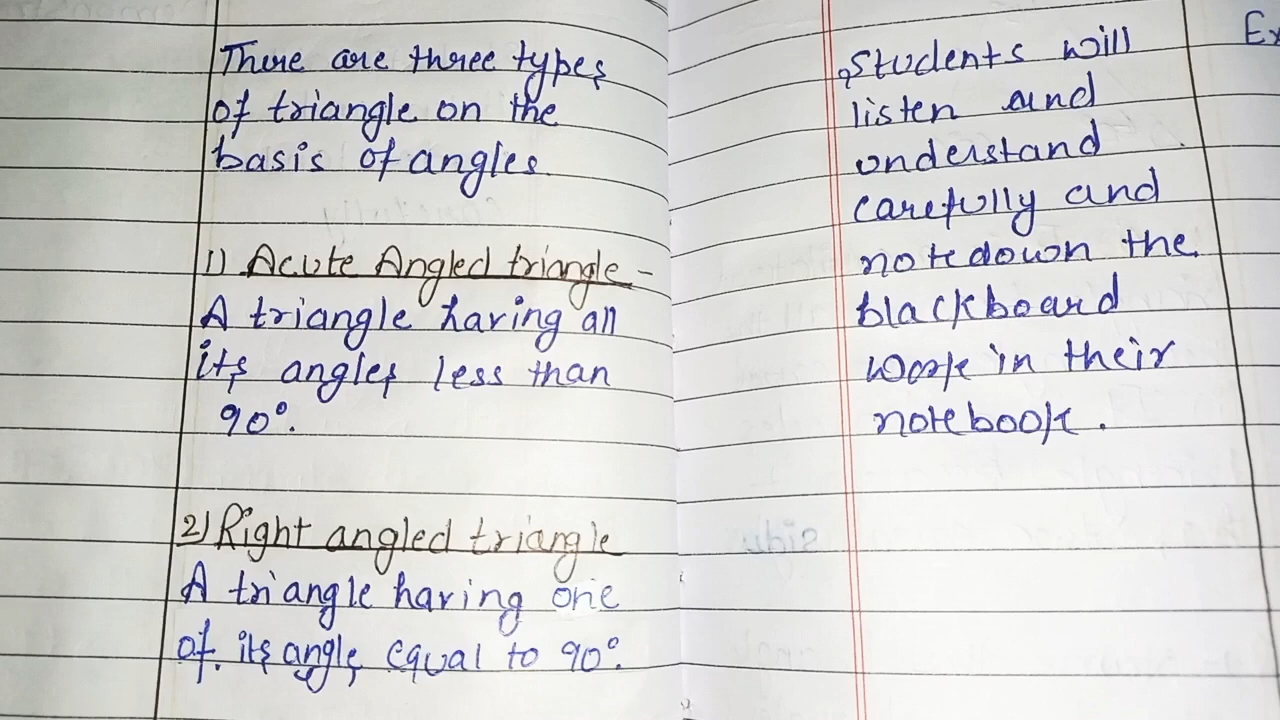 There are three types
of triangle on the
basis of angles.
1) Acute Angled triangle -
A triangle having all
its angles less than
90°.
2) Right angled triangle
A triangle having one
of its angle equal to 90°.
Students will
listen and
understand
carefully and
notedown the
blackboard
work in their
notebook.
Ex